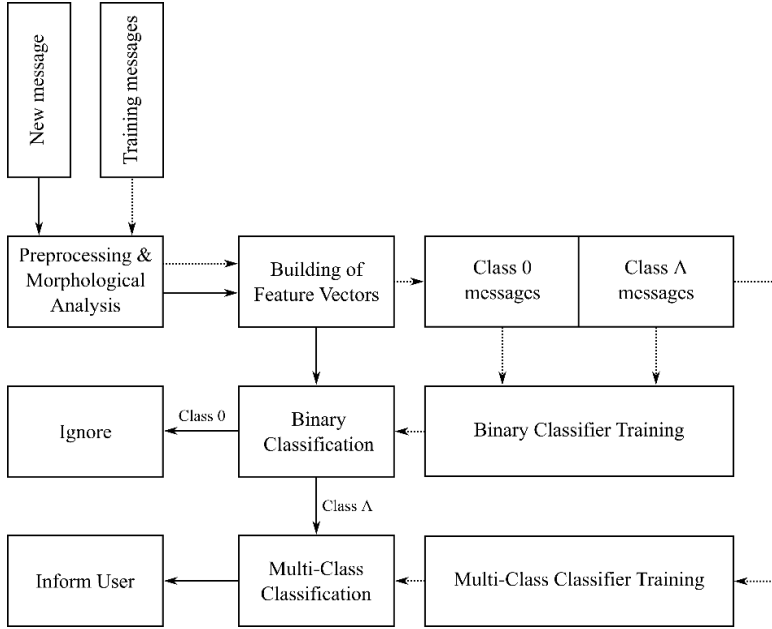 New message
Training messages
Preprocessing &
Morphological
Analysis
Building of
Feature Vectors
Class 0
messages
Class Λ
messages
Ignore
Class 0
Binary
Classification
Binary Classifier Training
Class Λ
Inform User
Multi-Class
Classification
Multi-Class Classifier Training